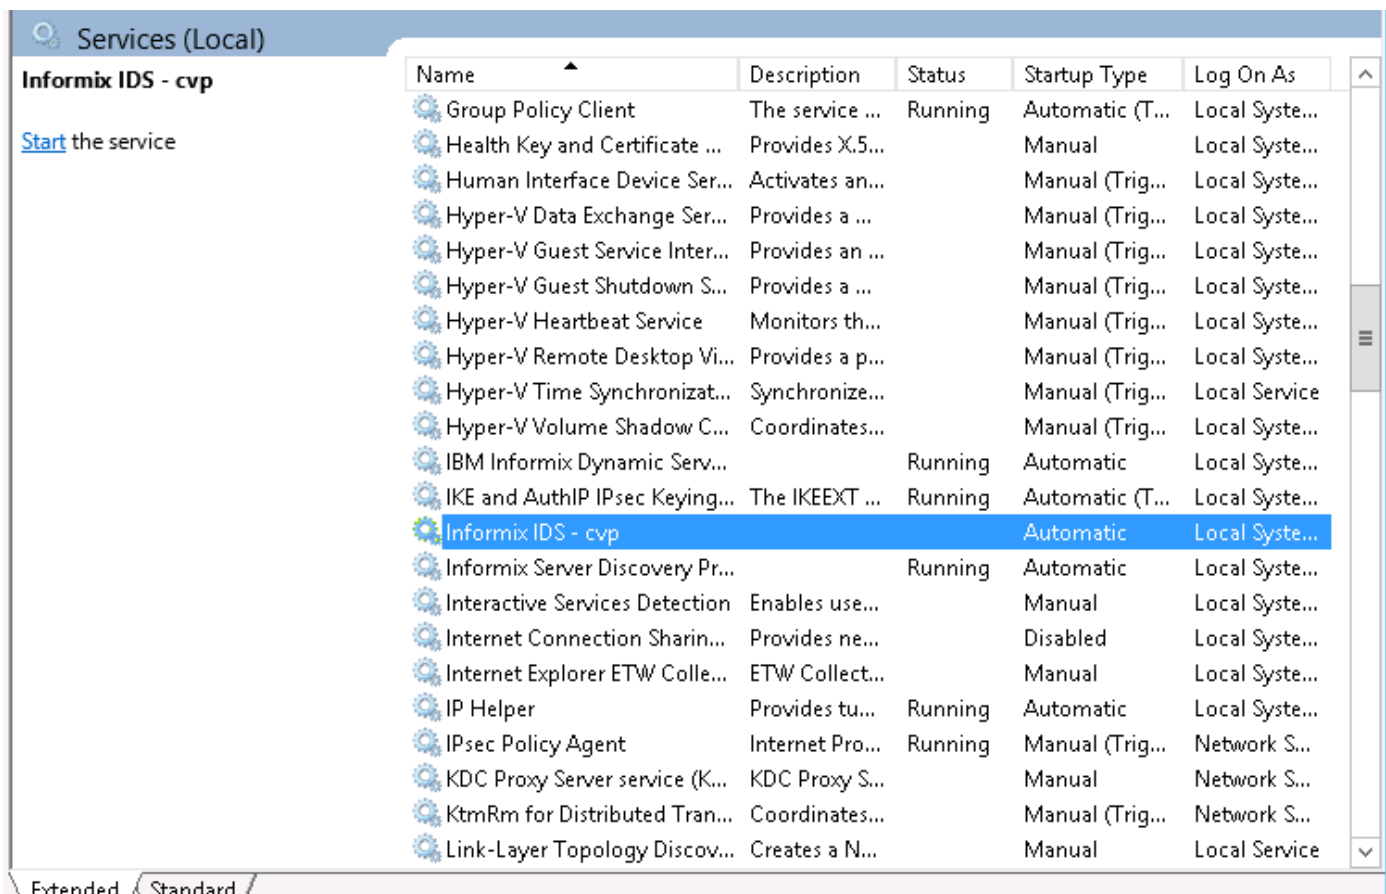 Services (Local)
Informix IDS - cvp
Start the service
Name Description Status Startup Type Log On As
Group Policy Client The service ... Running Automatic (T... Local Syste...
Health Key and Certificate ... Provides X.5... Manual Local Syste...
Human Interface Device Ser... Activates an... Manual (Trig... Local Syste...
Hyper-V Data Exchange Ser... Provides a ... Manual (Trig... Local Syste...
Hyper-V Guest Service Inter... Provides an ... Manual (Trig... Local Syste...
Hyper-V Guest Shutdown S... Provides a ... Manual (Trig... Local Syste...
Hyper-V Heartbeat Service Monitors th... Manual (Trig... Local Syste...
Hyper-V Remote Desktop Vi... Provides a p... Manual (Trig... Local Syste...
Hyper-V Time Synchronizat... Synchronize... Manual (Trig... Local Service
Hyper-V Volume Shadow C... Coordinates... Manual (Trig... Local Syste...
IBM Informix Dynamic Serv... Running Automatic Local Syste...
IKE and AuthIP IPsec Keying... The IKEEXT ... Running Automatic (T... Local Syste...
Informix IDS - cvp Automatic Local Syste...
Informix Server Discovery Pr... Running Automatic Local Syste...
Interactive Services Detection Enables use... Manual Local Syste...
Internet Connection Sharin... Provides ne... Disabled Local Syste...
Internet Explorer ETW Colle... ETW Collect... Manual Local Syste...
IP Helper Provides tu... Running Automatic Local Syste...
IPsec Policy Agent Internet Pro... Running Manual (Trig... Network S...
KDC Proxy Server service (K... KDC Proxy S... Manual Network S...
KtmRm for Distributed Tran... Coordinates... Manual (Trig... Network S...
Link-Layer Topology Discov... Creates a N... Manual Local Service
Extended Standard